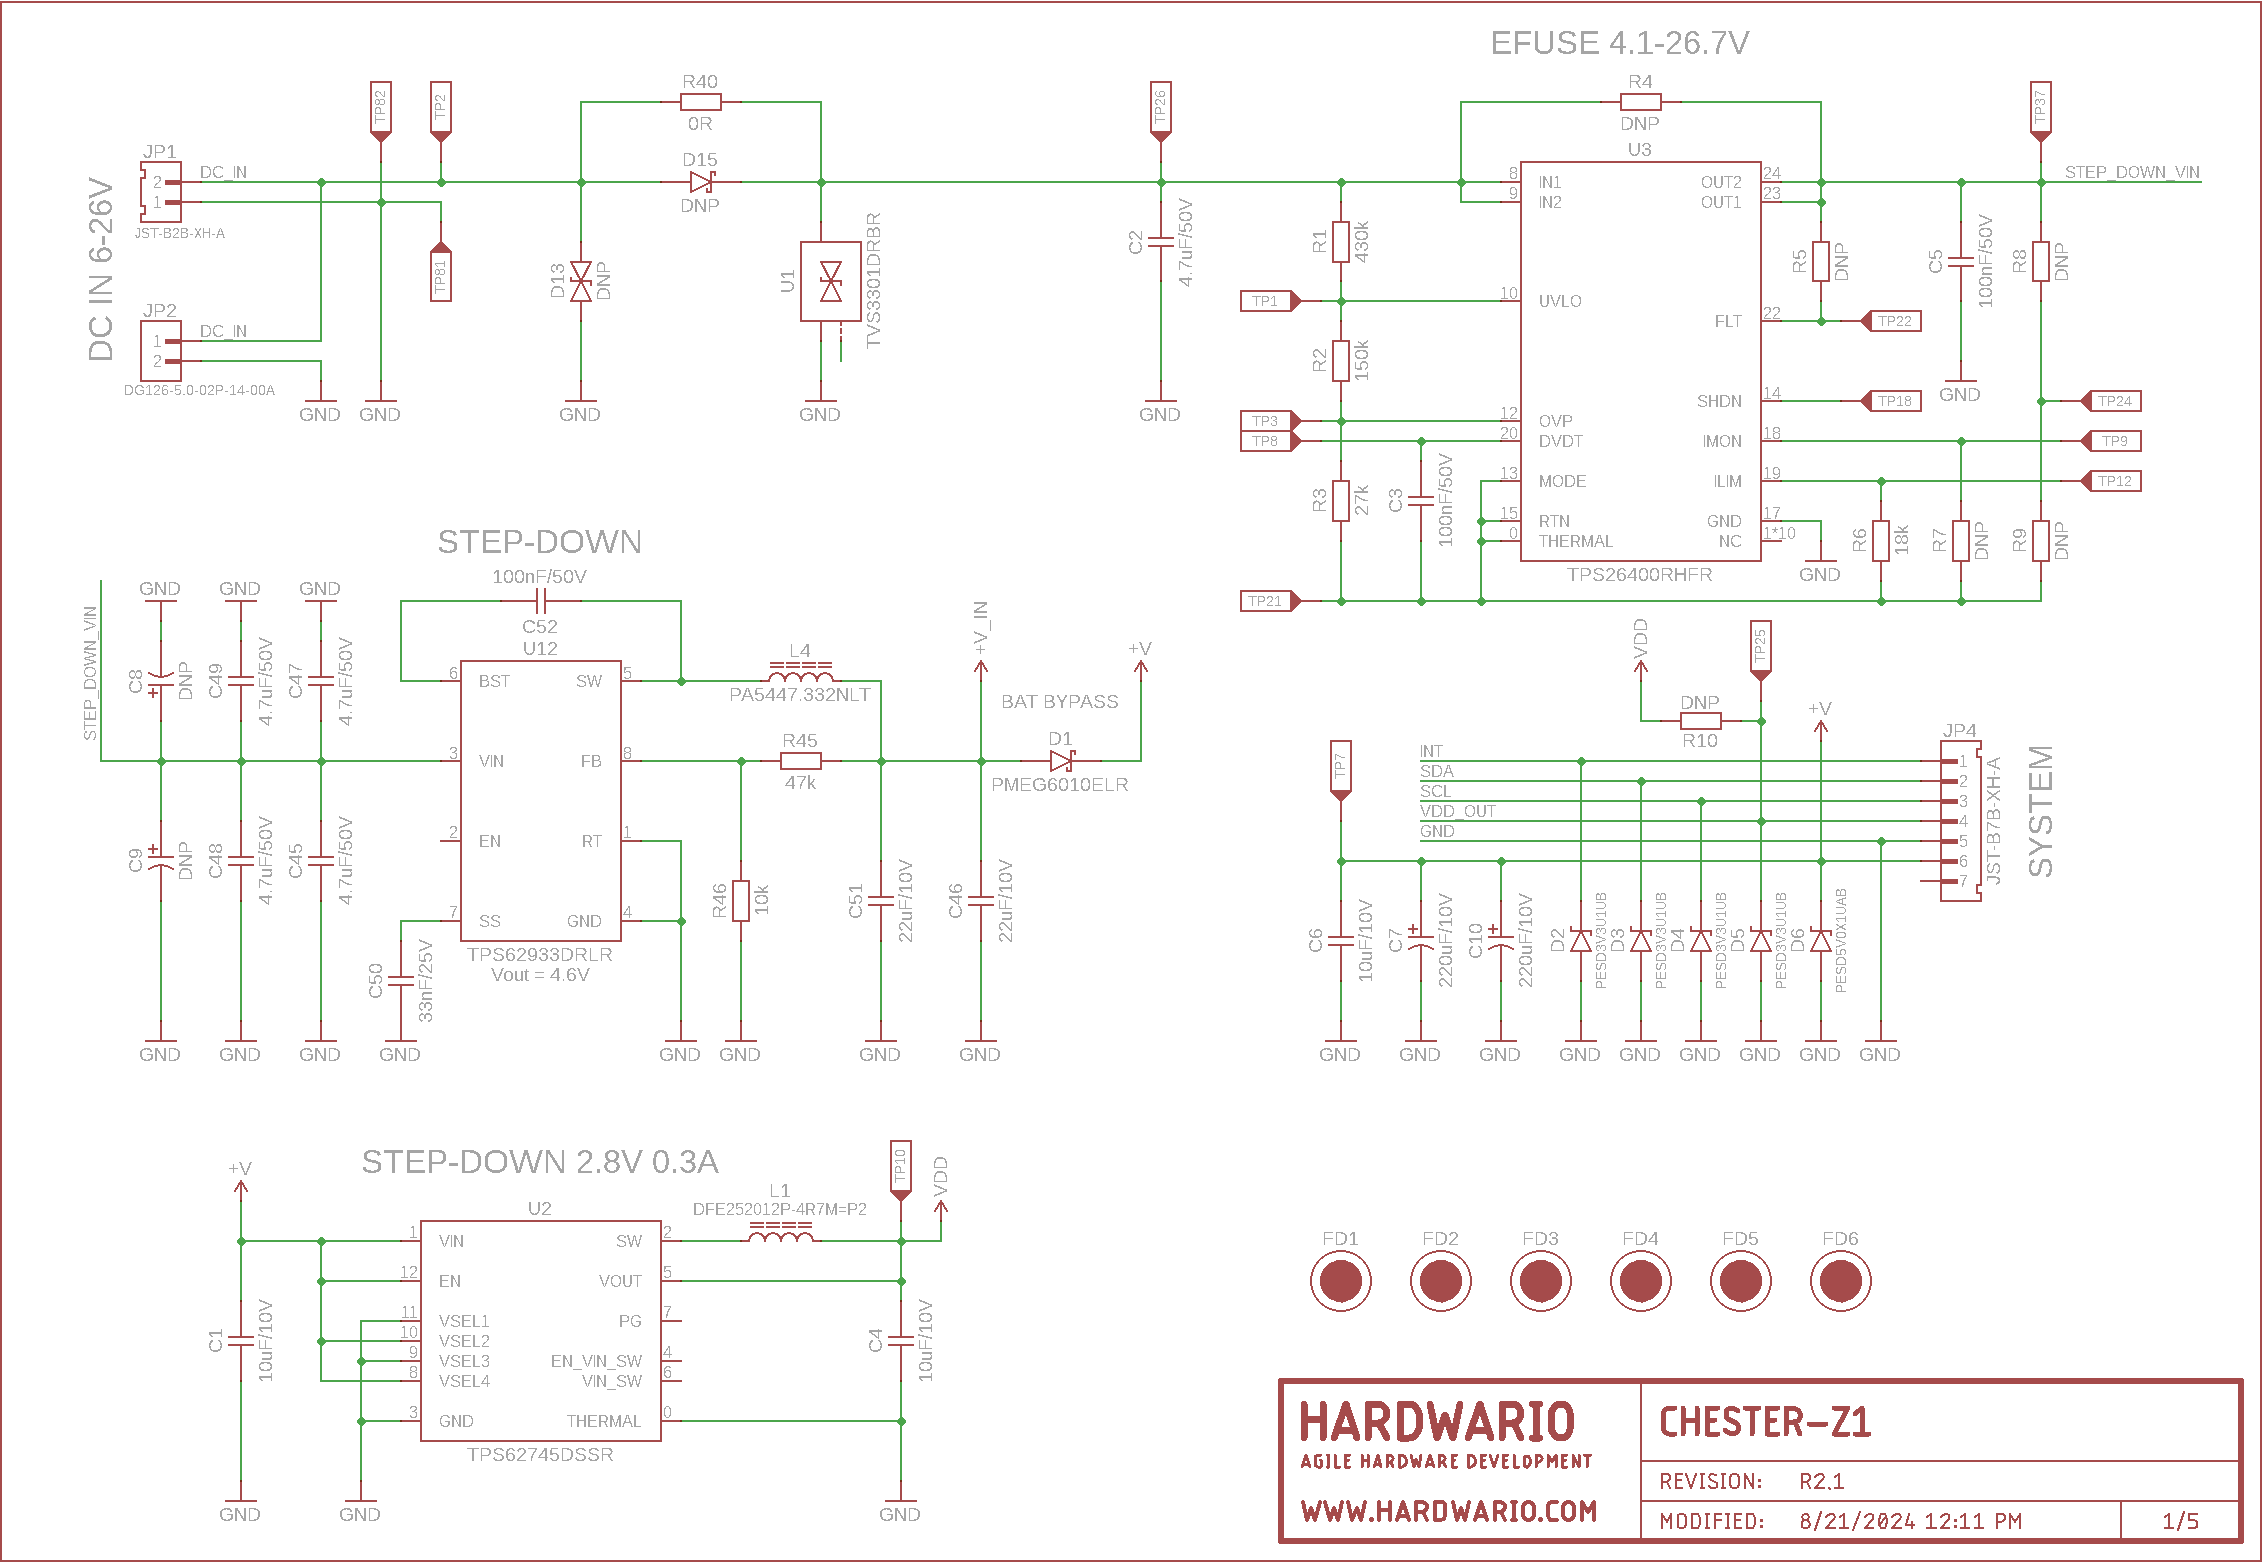 EFUSE 4.1-26.7V
TP82
TP2
R40
0R
TP26
R4
DNP
TP37
JP1
DC_IN
2
1
JST-B2B-XH-A
D15
DNP
U3
STEP_DOWN_VIN
DC IN 6-26V
TP81
D13
DNP
U1
TVS3301DRBR
C2
4.7uF/50V
R1
430k
8
IN1
9
IN2
OUT2
24
OUT1
23
R5
DNP
C5
100nF/50V
R8
DNP
TP1
10
UVLO
FLT
22
TP22
JP2
DC_IN
1
2
DG126-5.0-02P-14-00A
R2
150k
GND
GND
GND
GND
GND
GND
SHDN
14
TP18
TP24
TP3
12
OVP
TP8
20
DVDT
IMON
18
TP9
13
MODE
ILIM
19
TP12
R3
27k
C3
100nF/50V
15
RTN
0
THERMAL
GND
17
NC
1*10
R6
18k
R7
DNP
R9
DNP
TPS26400RHFR
GND
TP21
STEP-DOWN
100nF/50V
C52
U12
GND
GND
GND
STEP_DOWN_VIN
C8
DNP
C49
4.7uF/50V
C47
4.7uF/50V
6
BST
SW
5
L4
PA5447.332NLT
+V_IN
+V
BAT BYPASS
D1
PMEG6010ELR
3
VIN
FB
8
R45
47k
2
EN
RT
1
C9
DNP
C48
4.7uF/50V
C45
4.7uF/50V
7
SS
GND
4
TPS62933DRLR
Vout = 4.6V
C50
33nF/25V
R46
10k
C51
22uF/10V
C46
22uF/10V
GND
GND
GND
GND
GND
GND
GND
GND
VDD
TP25
DNP
R10
+V
JP4
TP7
INT
SDA
SCL
VDD_OUT
GND
1
2
3
4
5
6
7
JST-B7B-XH-A
SYSTEM
C6
10uF/10V
C7
220uF/10V
C10
220uF/10V
D2
PESD3V3U1UB
D3
PESD3V3U1UB
D4
PESD3V3U1UB
D5
PESD3V3U1UB
D6
PESD5V0X1UAB
GND
GND
GND
GND
GND
GND
GND
GND
GND
STEP-DOWN 2.8V 0.3A
+V
U2
L1
DFE252012P-4R7M=P2
TP10
VDD
1
VIN
SW
2
12
EN
VOUT
5
11
VSEL1
PG
7
10
VSEL2
9
VSEL3
EN_VIN_SW
4
8
VSEL4
VIN_SW
6
3
GND
THERMAL
0
TPS62745DSSR
C1
10uF/10V
C4
10uF/10V
GND
GND
GND
FD1
FD2
FD3
FD4
FD5
FD6
HARDWARIO
AGILE HARDWARE DEVELOPMENT
WWW.HARDWARIO.COM
CHESTER-Z1
REVISION: R2.1
MODIFIED: 8/21/2024 12:11 PM
1/5